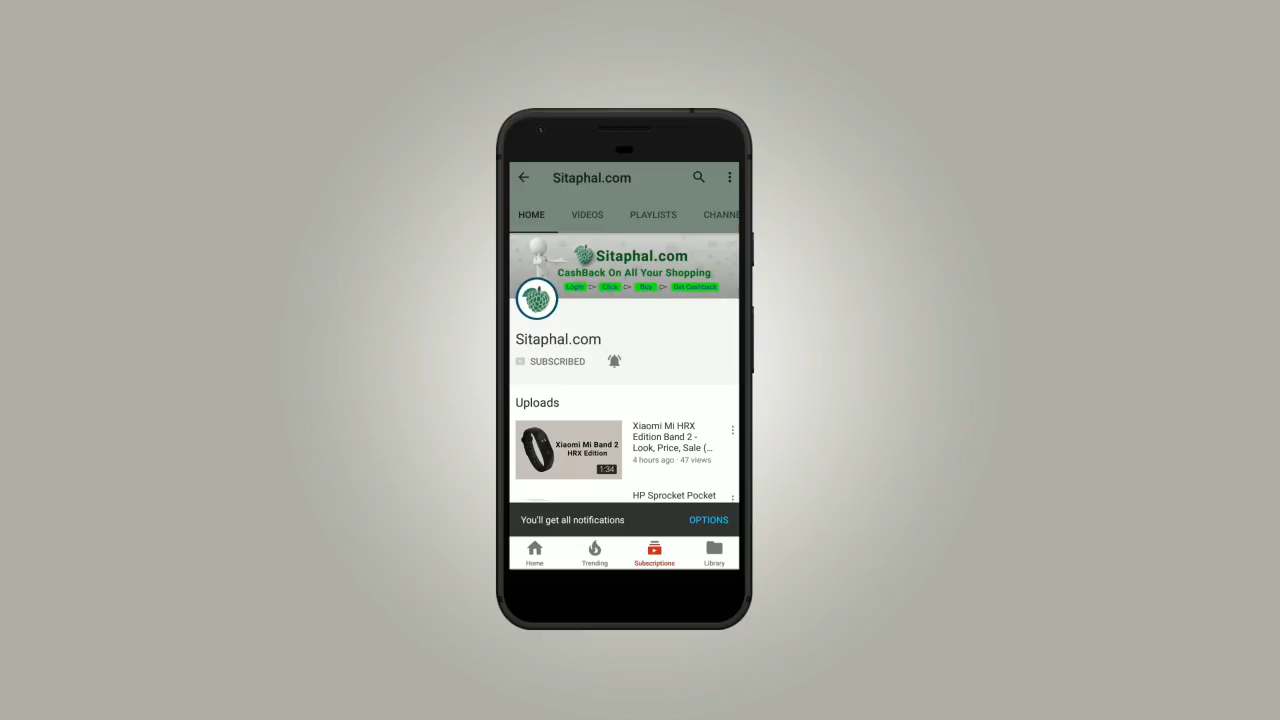 Sitaphal.com
HOME VIDEOS PLAYLISTS CHANNE
Sitaphal.com
CashBack On All Your Shopping
Login Click Buy Get Cashback
Sitaphal.com
SUBSCRIBED
Uploads
Xiaomi Mi Band 2
HRX Edition
1:34
Xiaomi Mi HRX
Edition Band 2 -
Look, Price, Sale (...
4 hours ago · 47 views
HP Sprocket Pocket
You'll get all notifications OPTIONS
Home Trending Subscriptions Library